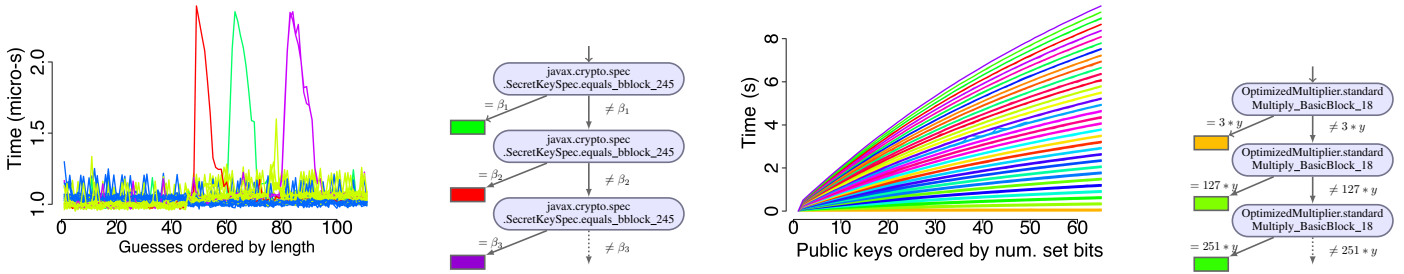 Time (micro-s)
2.0
1.5
1.0
0 20 40 60 80 100
Guesses ordered by length
javax.crypto.spec
.SecretKeySpec.equals_bblock_245
= β1
≠ β1
javax.crypto.spec
.SecretKeySpec.equals_bblock_245
= β2
≠ β2
javax.crypto.spec
.SecretKeySpec.equals_bblock_245
= β3
≠ β3
Time (s)
8
6
4
2
0
0 10 20 30 40 50 60
Public keys ordered by num. set bits
OptimizedMultiplier.standard
Multiply_BasicBlock_18
= 3 * y
≠ 3 * y
OptimizedMultiplier.standard
Multiply_BasicBlock_18
= 127 * y
≠ 127 * y
OptimizedMultiplier.standard
Multiply_BasicBlock_18
= 251 * y
≠ 251 * y